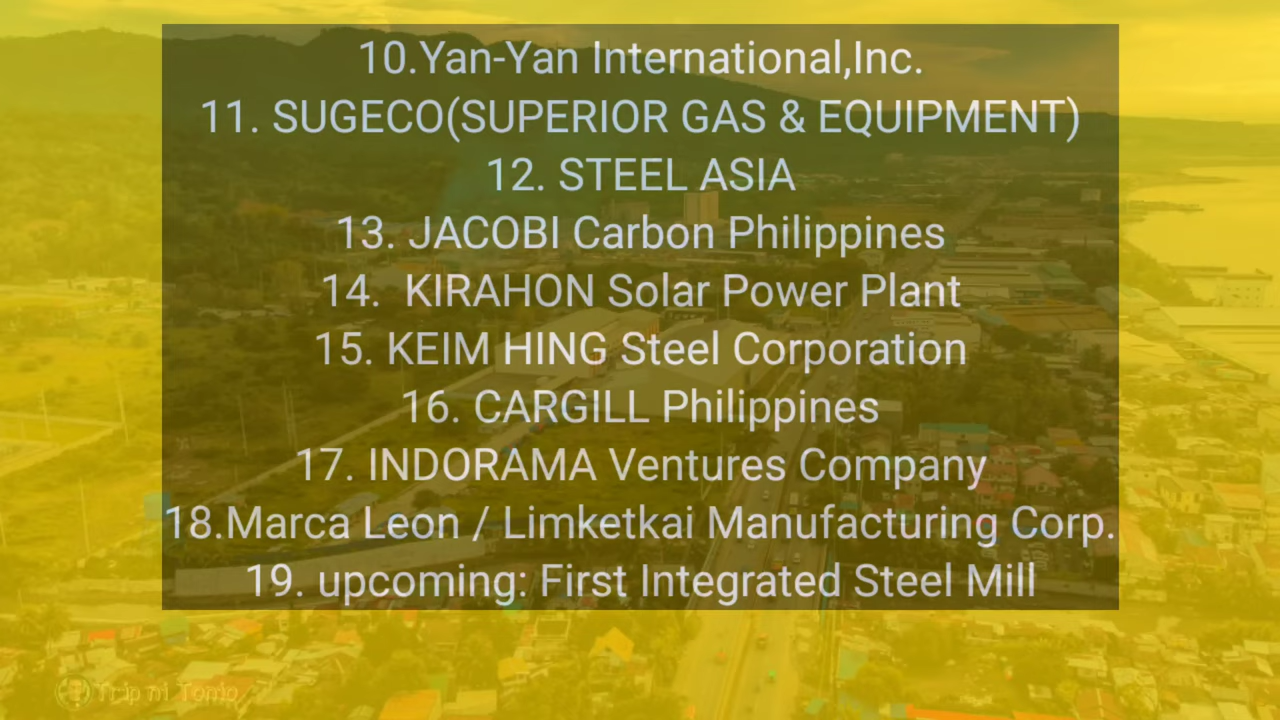 10.Yan-Yan International,Inc.
11. SUGECO(SUPERIOR GAS & EQUIPMENT)
12. STEEL ASIA
13. JACOBI Carbon Philippines
14.  KIRAHON Solar Power Plant
15. KEIM HING Steel Corporation
16. CARGILL Philippines
17. INDORAMA Ventures Company
18.Marca Leon / Limketkai Manufacturing Corp.
19. upcoming: First Integrated Steel Mill
Trip ni Tonio